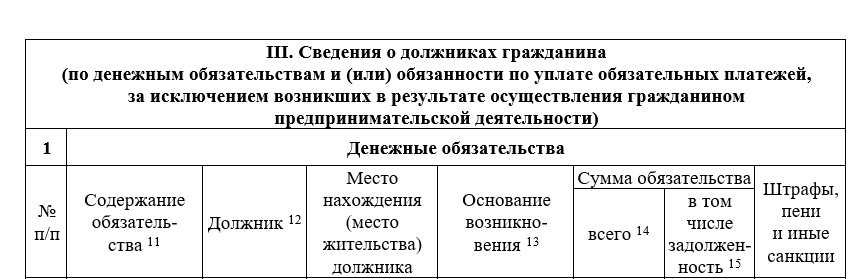 III. Сведения о должниках гражданина
(по денежным обязательствам и (или) обязанности по уплате обязательных платежей,
за исключением возникших в результате осуществления гражданином
предпринимательской деятельности)
1 Денежные обязательства
№
п/п
Содержание
обязатель-
ства 11
Должник 12
Место
нахождения
(место
жительства)
должника
Основание
возникно-
вения 13
Сумма обязательства
всего 14
в том
числе
задолжен-
ность 15
Штрафы,
пени
и иные
санкции